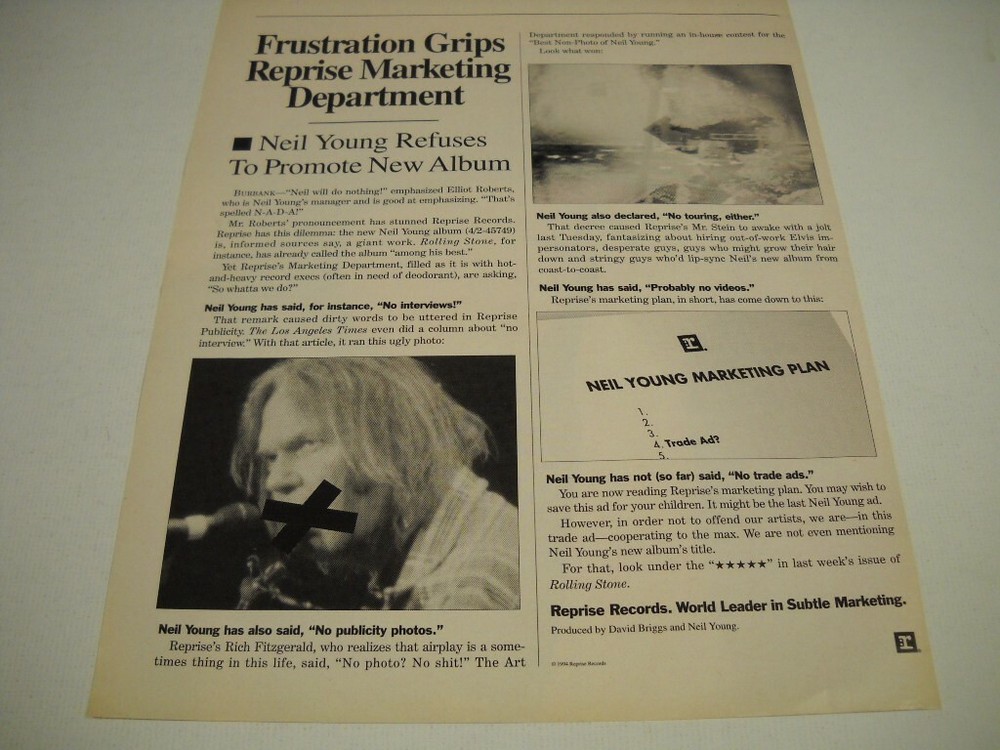 Frustration Grips
Reprise Marketing
Department
■ Neil Young Refuses
To Promote New Album
BURBANK—“Neil will do nothing!” emphasized Elliot Roberts,
who is Neil Young's manager and is good at emphasizing. “That's
spelled N-A-D-A!”
Mr. Roberts' pronouncement has stunned Reprise Records.
Reprise has this dilemma: the new Neil Young album (4/2-45749)
is, informed sources say, a giant work. Rolling Stone, for
instance, has already called the album “among his best.”
Yet Reprise's Marketing Department, filled as it is with hot-
and-heavy record execs (often in need of deodorant), are asking,
“So whatta we do?”
Neil Young has said, for instance, “No interviews!”
That remark caused dirty words to be uttered in Reprise
Publicity. The Los Angeles Times even did a column about “no
interview.” With that article, it ran this ugly photo:
Neil Young has also said, “No publicity photos.”
Reprise's Rich Fitzgerald, who realizes that airplay is a some-
times thing in this life, said, “No photo? No shit!” The Art
Department responded by running an in-house contest for the
“Best Non-Photo of Neil Young.”
Look what won:
Neil Young also declared, “No touring, either.”
That decree caused Reprise's Mr. Stein to awake with a jolt
last Tuesday, fantasizing about hiring out-of-work Elvis im-
personators, desperate guys, guys who might grow their hair
down and stringy guys who'd lip-sync Neil's new album from
coast-to-coast.
Neil Young has said, “Probably no videos.”
Reprise's marketing plan, in short, has come down to this:
r.
NEIL YOUNG MARKETING PLAN
1.
2.
3.
4. Trade Ad?
5.
Neil Young has not (so far) said, “No trade ads.”
You are now reading Reprise's marketing plan. You may wish to
save this ad for your children. It might be the last Neil Young ad.
However, in order not to offend our artists, we are—in this
trade ad—cooperating to the max. We are not even mentioning
Neil Young's new album's title.
For that, look under the “★★★★★” in last week's issue of
Rolling Stone.
Reprise Records. World Leader in Subtle Marketing.
Produced by David Briggs and Neil Young.
r.
© 1994 Reprise Records